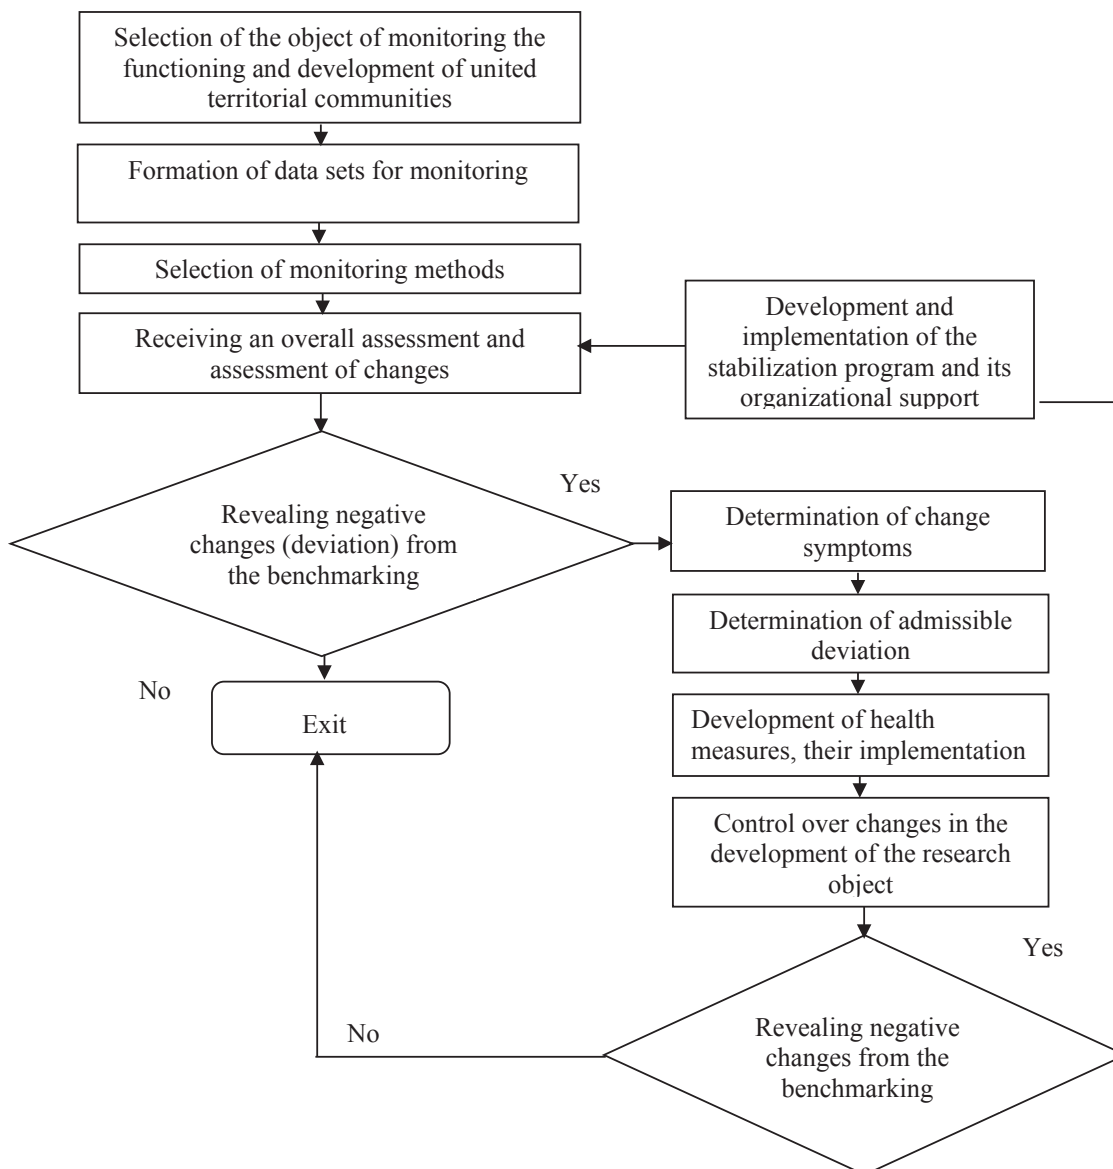 Selection of the object of monitoring the
functioning and development of united
territorial communities
Formation of data sets for monitoring
Selection of monitoring methods
Receiving an overall assessment and
assessment of changes
Development and
implementation of the
stabilization program and its
organizational support
Revealing negative
changes (deviation) from
the benchmarking
Yes
No
Exit
Determination of change
symptoms
Determination of admissible
deviation
Development of health
measures, their implementation
Control over changes in the
development of the research
object
Yes
No
Revealing negative
changes from the
benchmarking